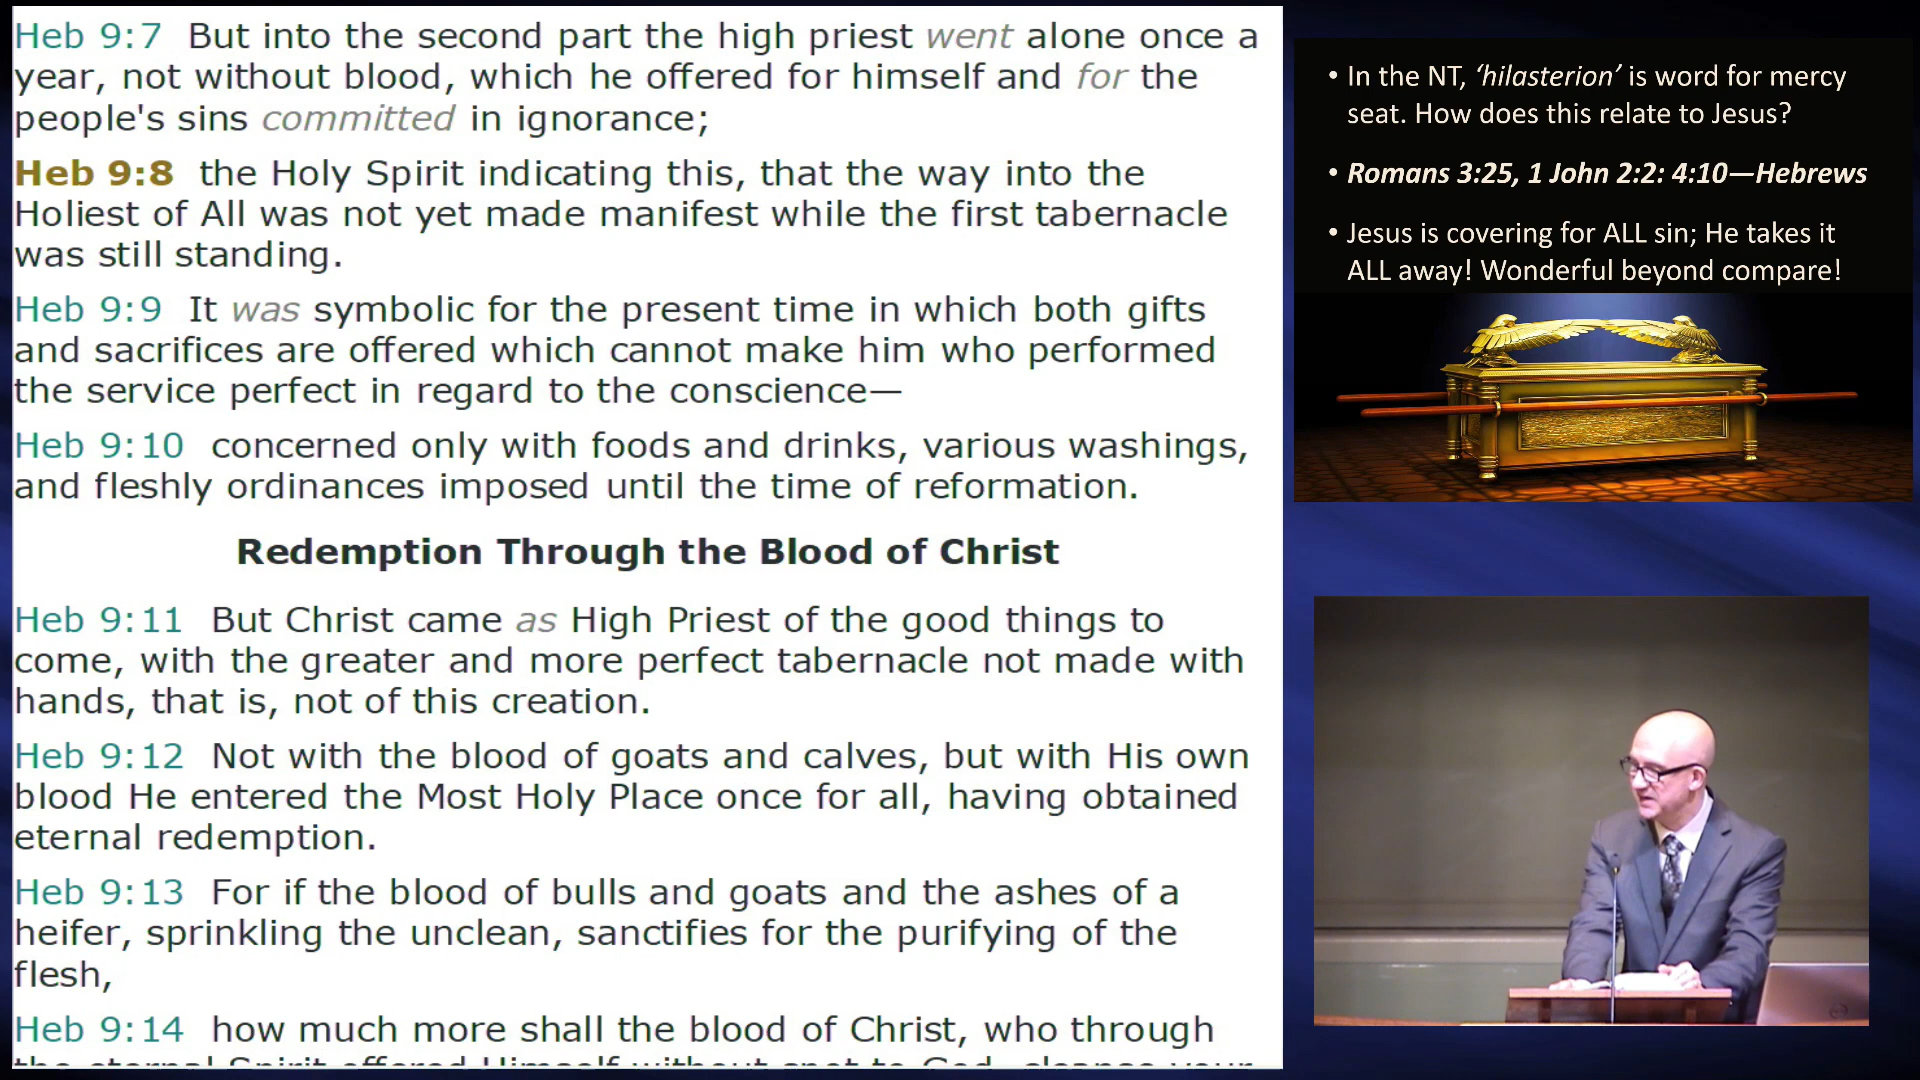 Heb 9:7 But into the second part the high priest went alone once a
year, not without blood, which he offered for himself and for the
people's sins committed in ignorance;
Heb 9:8 the Holy Spirit indicating this, that the way into the
Holiest of All was not yet made manifest while the first tabernacle
was still standing.
Heb 9:9 It was symbolic for the present time in which both gifts
and sacrifices are offered which cannot make him who performed
the service perfect in regard to the conscience—
Heb 9:10 concerned only with foods and drinks, various washings,
and fleshly ordinances imposed until the time of reformation.
Redemption Through the Blood of Christ
Heb 9:11 But Christ came as High Priest of the good things to
come, with the greater and more perfect tabernacle not made with
hands, that is, not of this creation.
Heb 9:12 Not with the blood of goats and calves, but with His own
blood He entered the Most Holy Place once for all, having obtained
eternal redemption.
Heb 9:13 For if the blood of bulls and goats and the ashes of a
heifer, sprinkling the unclean, sanctifies for the purifying of the
flesh,
Heb 9:14 how much more shall the blood of Christ, who through
the eternal Spirit offered Himself without spot to God, cleanse your
• In the NT, ‘hilasterion’ is word for mercy
seat. How does this relate to Jesus?
• Romans 3:25, 1 John 2:2: 4:10—Hebrews
• Jesus is covering for ALL sin; He takes it
ALL away! Wonderful beyond compare!